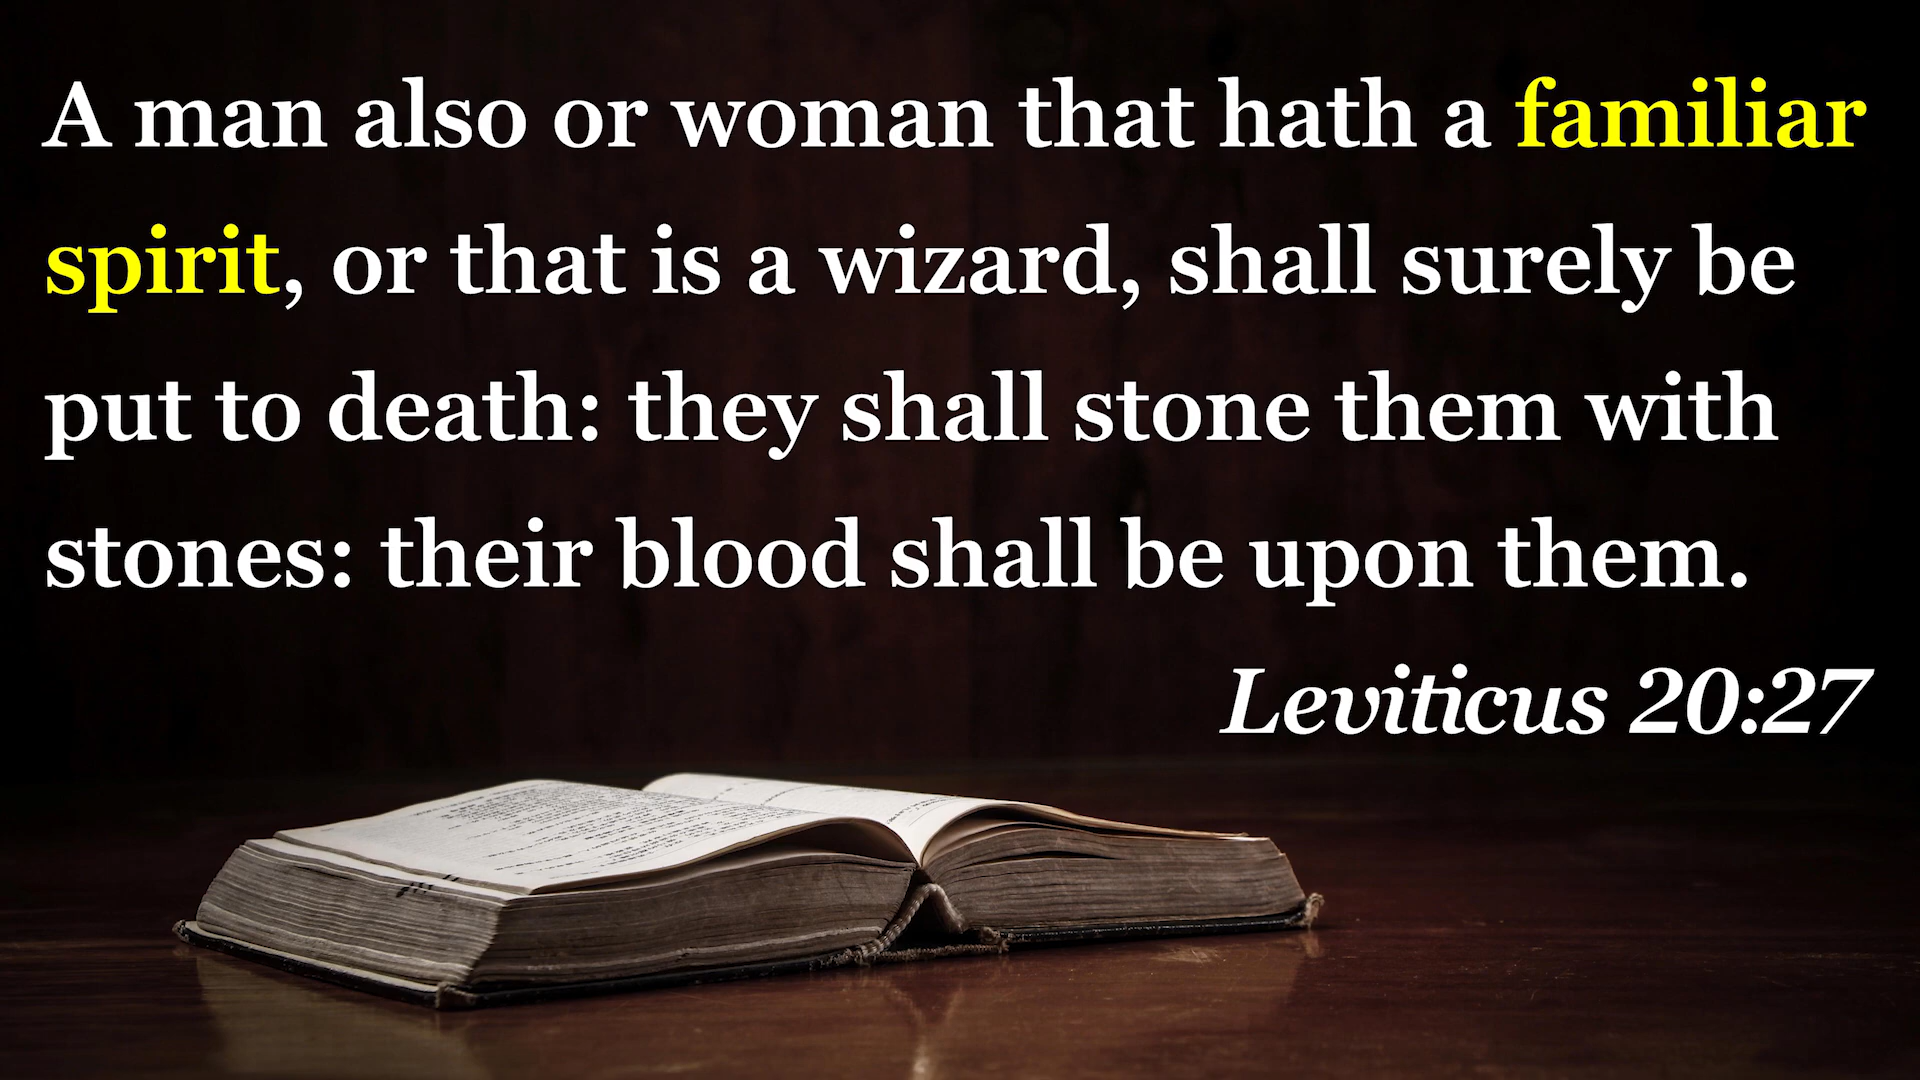 A man also or woman that hath a familiar
spirit, or that is a wizard, shall surely be
put to death: they shall stone them with
stones: their blood shall be upon them.
Leviticus 20:27